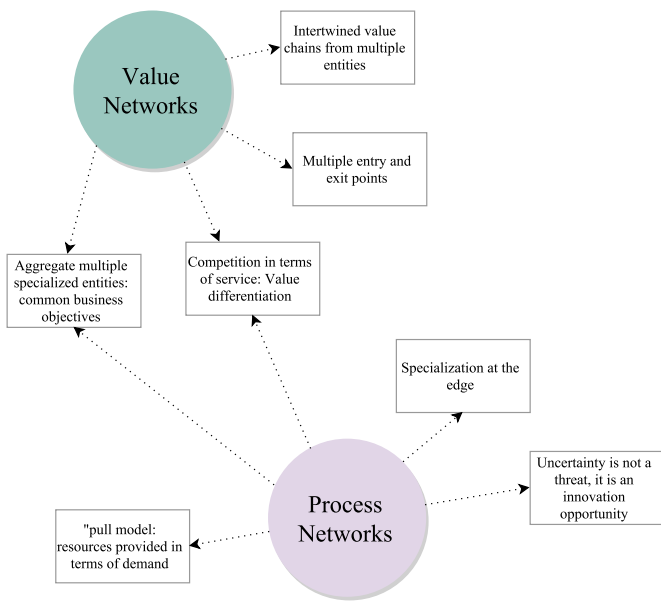 Intertwined value
chains from multiple
entities
Value
Networks
Multiple entry and
exit points
Aggregate multiple
specialized entities:
common business
objectives
Competition in terms
of service: Value
differentiation
Specialization at the
edge
Uncertainty is not a
threat, it is an
innovation
opportunity
Process
Networks
"pull model:
resources provided in
terms of demand